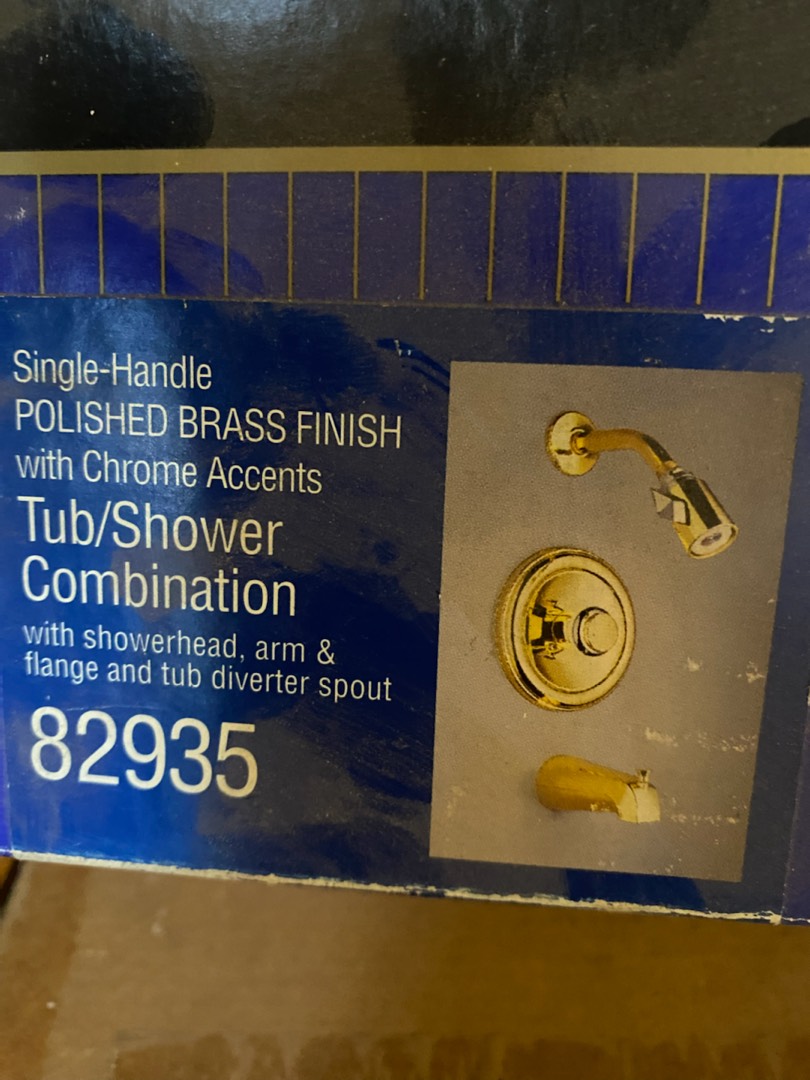 Single-Handle
POLISHED BRASS FINISH
with Chrome Accents
Tub/Shower
Combination
with showerhead, arm &
flange and tub diverter spout
82935